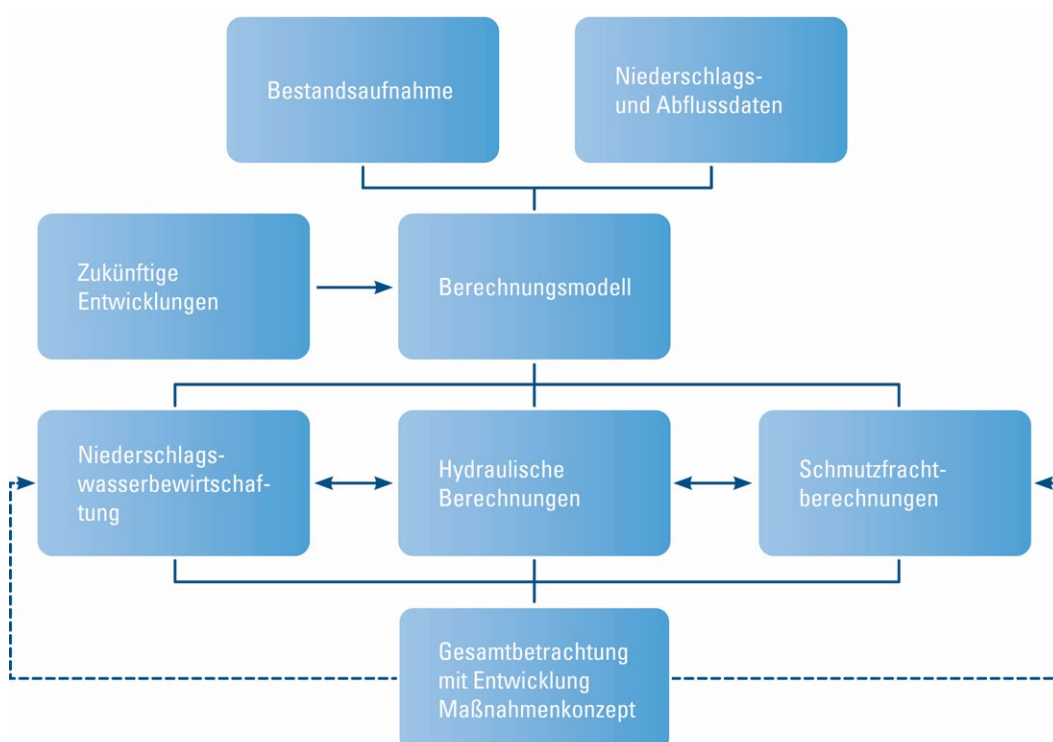 Bestandsaufnahme
Niederschlags-
und Abflussdaten
Zukünftige
Entwicklungen
Berechnungsmodell
Niederschlags-
wasserbewirtschaf-
tung
Hydraulische
Berechnungen
Schmutzfracht-
berechnungen
Gesamtbetrachtung
mit Entwicklung
Maßnahmenkonzept